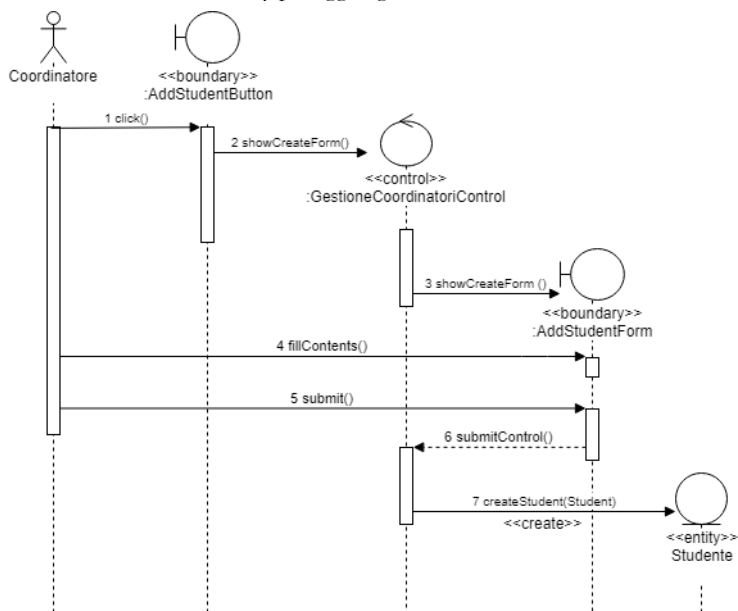 Coordinatore
<<boundary>>
:AddStudentButton
1 click()
2 showCreateForm()
<<control>>
:GestioneCoordinatoriControl
3 showCreateForm ()
<<boundary>>
:AddStudentForm
4 fillContents()
5 submit()
6 submitControl()
7 createStudent(Student)
<<create>>
<<entity>>
Studente